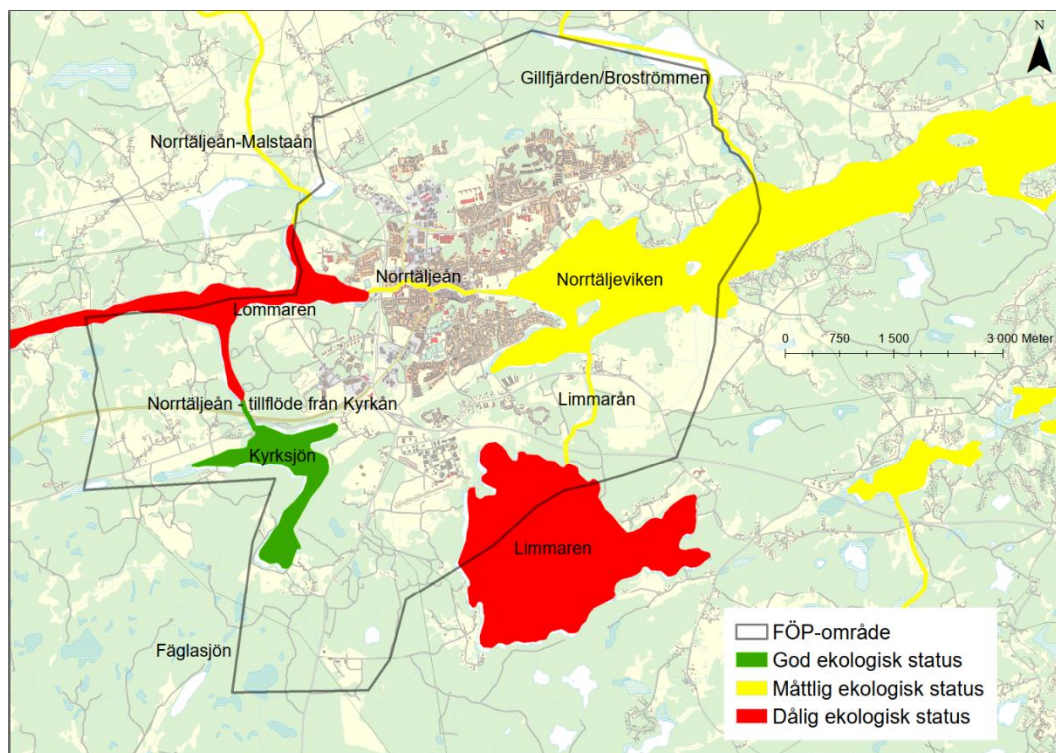 N
Gillfjärden/Broströmmen
Norrtäljeån-Malstaån
Norrtäljeån
Norrtäljeviken
Lommaren
0 750 1 500 3 000 Meter
Norrtäljeån - tillflöde från Kyrkån
Limmarån
Kyrksjön
Limmaren
Fäglasjön
FÖP-område
God ekologisk status
Måttlig ekologisk status
Dålig ekologisk status